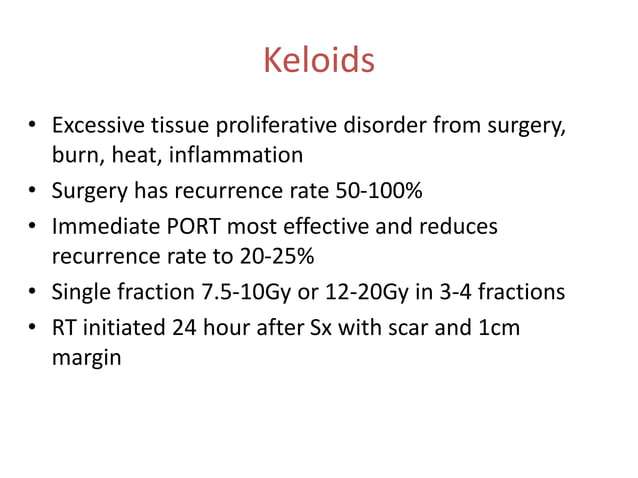 Keloids
• Excessive tissue proliferative disorder from surgery,
burn, heat, inflammation
• Surgery has recurrence rate 50-100%
• Immediate PORT most effective and reduces
recurrence rate to 20-25%
• Single fraction 7.5-10Gy or 12-20Gy in 3-4 fractions
• RT initiated 24 hour after Sx with scar and 1cm
margin